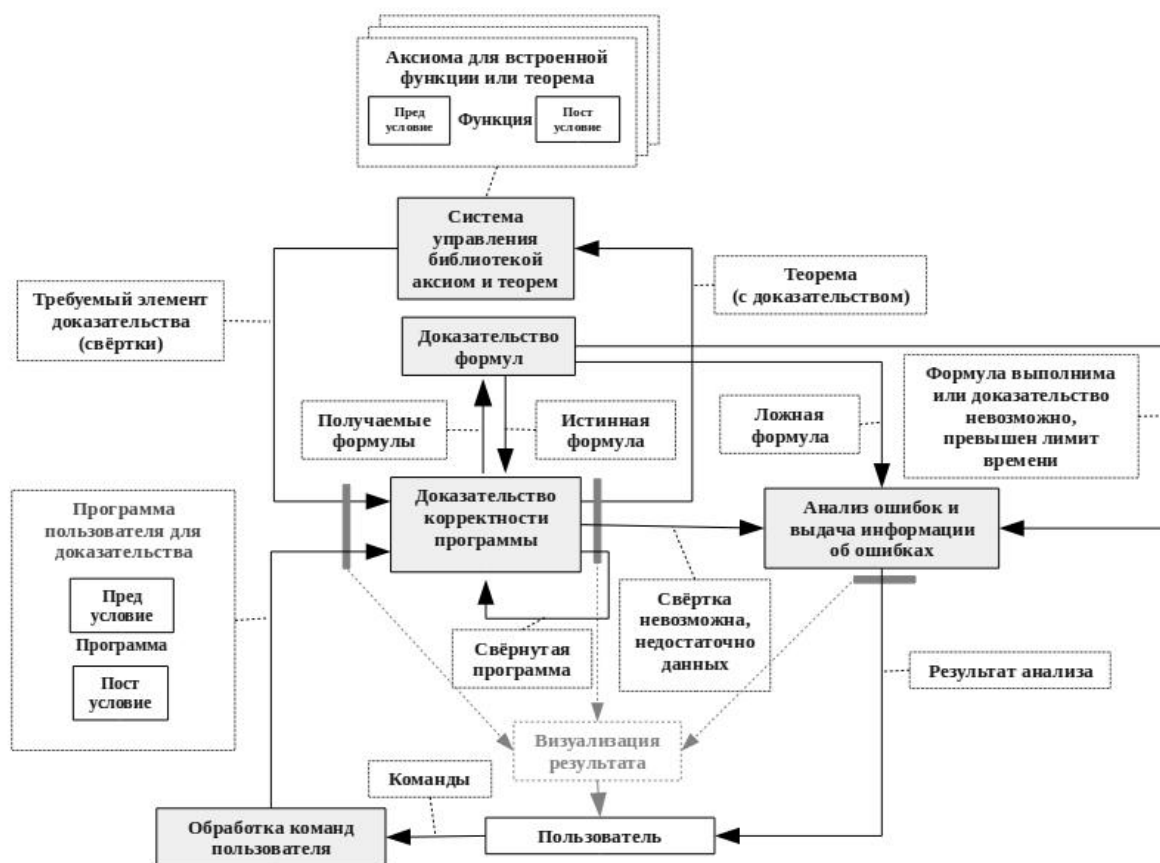 Аксиома для встроенной
функции или теорема
Пред
условие
Функция
Пост
условие
Система
управления
библиотекой
аксиом и теорем
Требуемый элемент
доказательства
(свёртки)
Теорема
(с доказательством)
Доказательство
формул
Получаемые
формулы
Истинная
формула
Ложная
формула
Формула выполнима
или доказательство
невозможно,
превышен лимит
времени
Программа
пользователя для
доказательства
Пред
условие
Программа
Пост
условие
Доказательство
корректности
программы
Анализ ошибок и
выдача информации
об ошибках
Свёрнутая
программа
Свёртка
невозможна,
недостаточно
данных
Результат анализа
Визуализация
результата
Команды
Обработка команд
пользователя
Пользователь